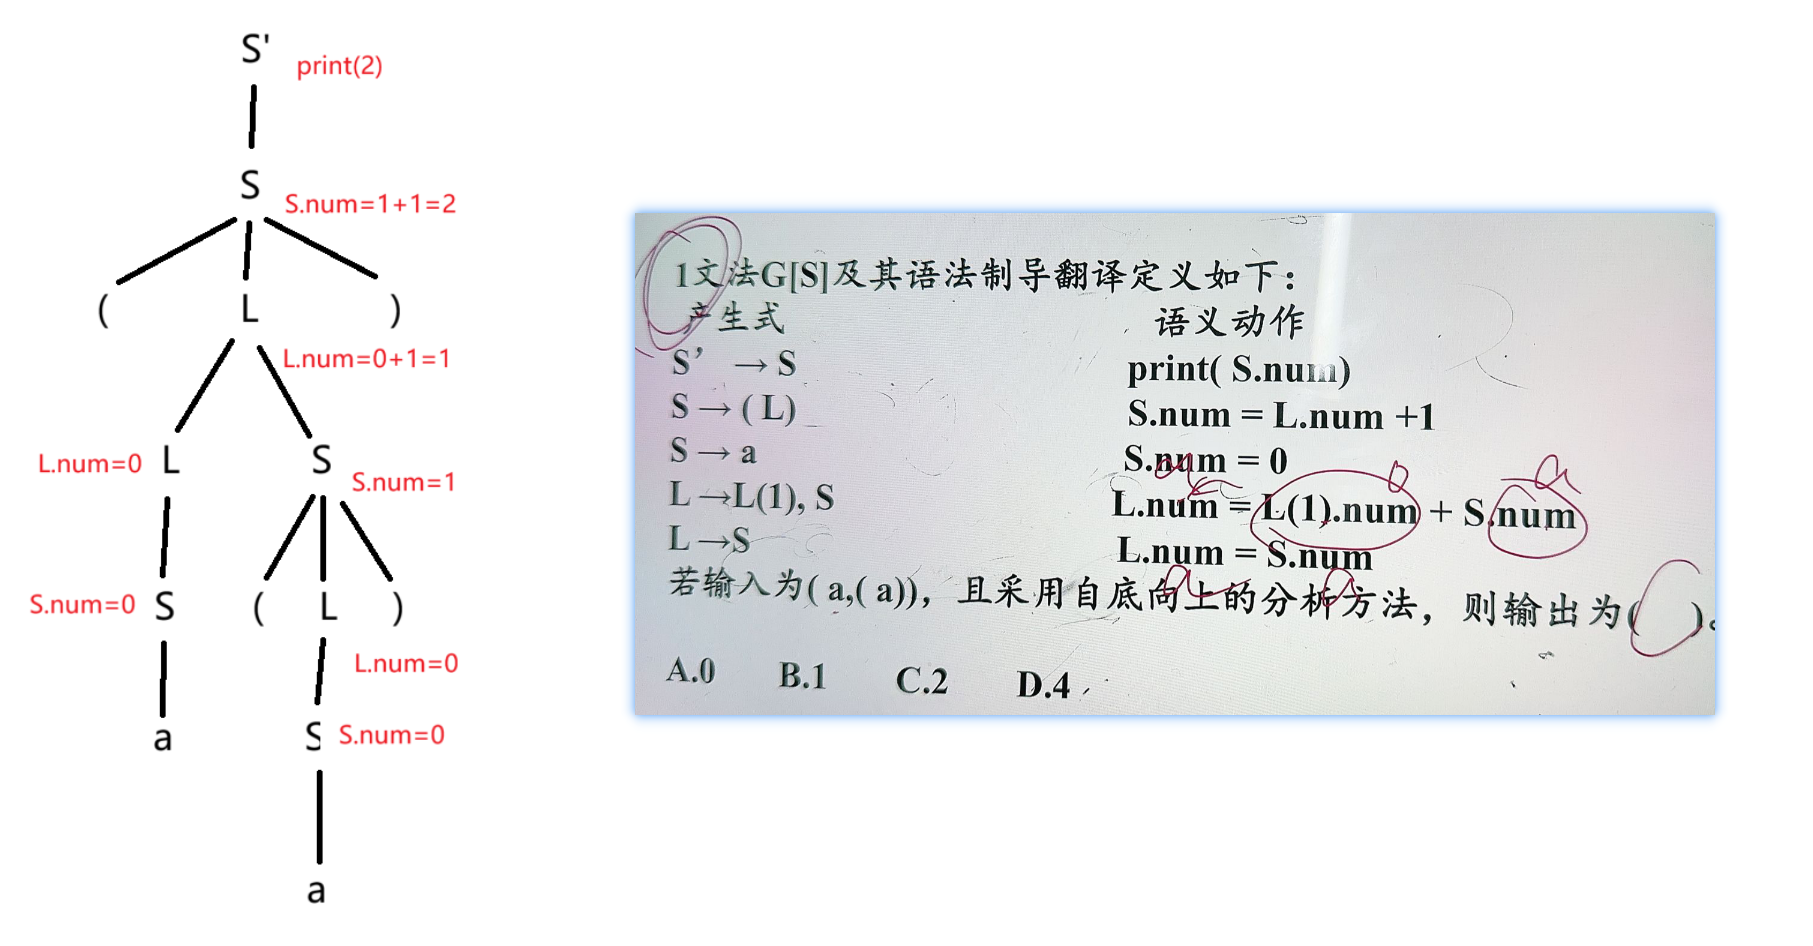 S'
print(2)
S
S.num=1+1=2
(
L
)
L.num=0+1=1
L.num=0
L
S
S.num=1
S.num=0
S
(
L
)
L.num=0
a
S
S.num=0
a
1文法G[S]及其语法制导翻译定义如下：
产生式 语义动作
S’ →S print( S.num)
S→( L) S.num = L.num +1
S→a S.num = 0
L→L(1), S L.num = L(1).num + S.num
L→S L.num = S.num
若输入为( a,( a))，且采用自底向上的分析方法，则输出为( )。
A.0 B.1 C.2 D.4